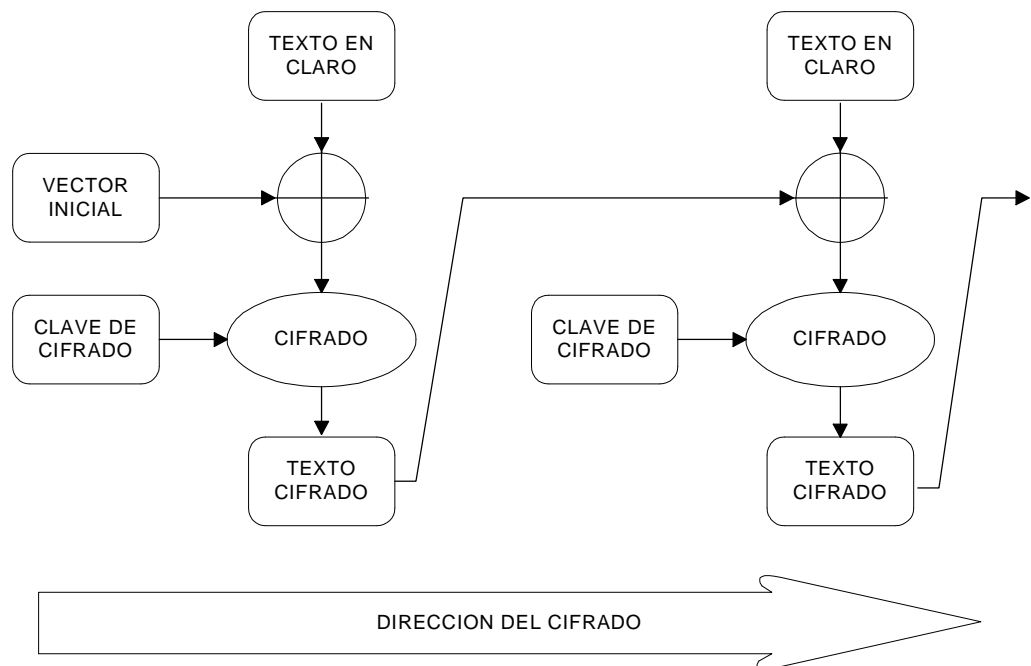 TEXTO EN
CLARO
TEXTO EN
CLARO
VECTOR
INICIAL
CLAVE DE
CIFRADO
CIFRADO
CLAVE DE
CIFRADO
CIFRADO
TEXTO
CIFRADO
TEXTO
CIFRADO
DIRECCION DEL CIFRADO